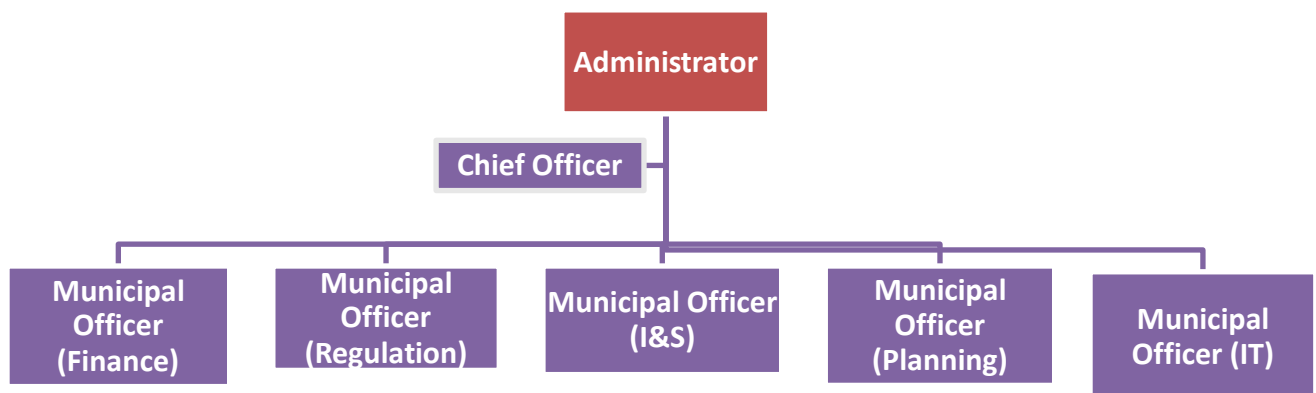 Administrator
Chief Officer
Municipal
Officer
(Finance)
Municipal
Officer
(Regulation)
Municipal Officer
(I&S)
Municipal
Officer
(Planning)
Municipal
Officer (IT)